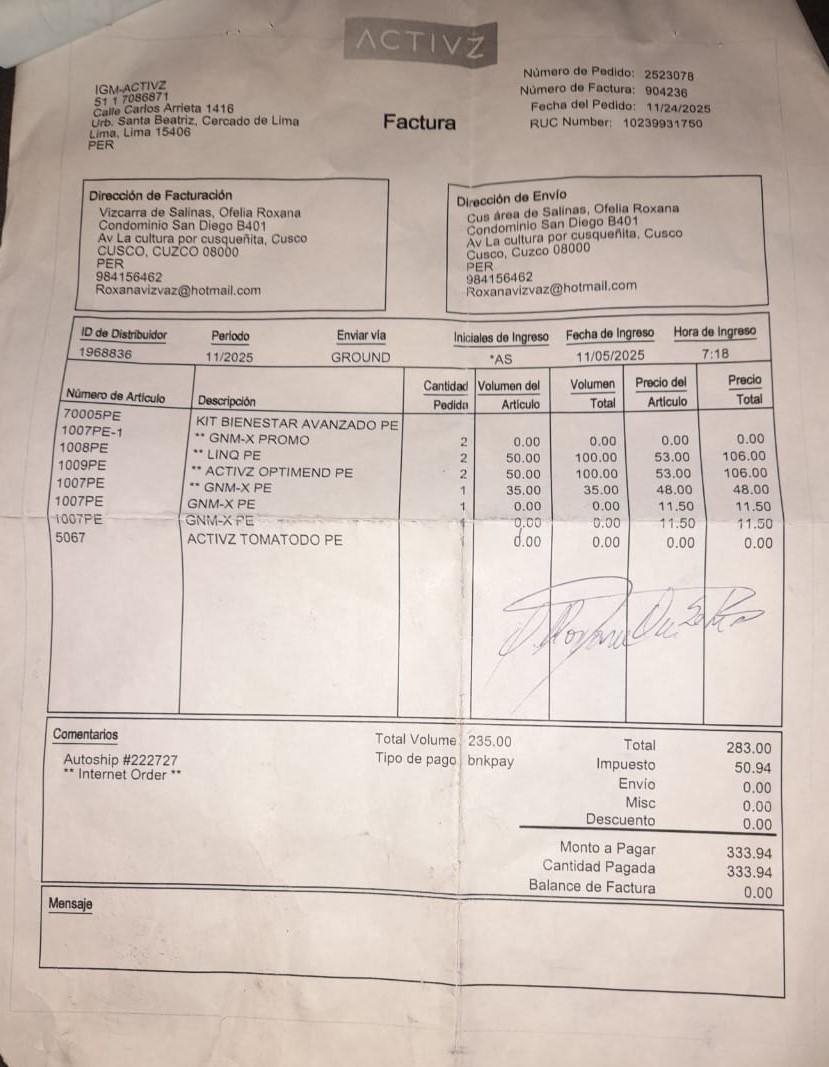 ACTIVZ
IGM-ACTIVZ
51 1 7086871
Calle Carlos Arrieta 1416
Urb. Santa Beatriz, Cercado de Lima
Lima, Lima 15406
PER
Factura
Número de Pedido: 2523078
Número de Factura: 904236
Fecha del Pedido: 11/24/2025
RUC Number: 10239931750
Dirección de Facturación
Vizcarra de Salinas, Ofelia Roxana
Condominio San Diego B401
Av La cultura por cusqueñita, Cusco
CUSCO, CUZCO 08000
PER
984156462
Roxanavizvaz@hotmail.com
Dirección de Envío
Cus área de Salinas, Ofelia Roxana
Condominio San Diego B401
Av La cultura por cusqueñita, Cusco
Cusco, Cuzco 08000
PER
984156462
Roxanavizvaz@hotmail.com
ID de Distribuidor Periodo Enviar vía Iniciales de Ingreso Fecha de Ingreso Hora de Ingreso
1968836 11/2025 GROUND *AS 11/05/2025 7:18
Número de Artículo Descripción Cantidad Pedida Volumen del Artículo Volumen Total Precio del Artículo Precio Total
70005PE KIT BIENESTAR AVANZADO PE
1007PE-1 ** GNM-X PROMO 2 0.00 0.00 0.00 0.00
1008PE ** LINQ PE 2 50.00 100.00 53.00 106.00
1009PE ** ACTIVZ OPTIMEND PE 2 50.00 100.00 53.00 106.00
1007PE ** GNM-X PE 1 35.00 35.00 48.00 48.00
1007PE GNM-X PE 1 0.00 0.00 11.50 11.50
1007PE GNM-X PE 1 0.00 0.00 11.50 11.50
5067 ACTIVZ TOMATODO PE 0.00 0.00 0.00 0.00
Comentarios
Autoship #222727
** Internet Order **
Total Volume 235.00
Tipo de pago bnkpay
Total 283.00
Impuesto 50.94
Envío 0.00
Misc 0.00
Descuento 0.00
Monto a Pagar 333.94
Cantidad Pagada 333.94
Balance de Factura 0.00
Mensaje